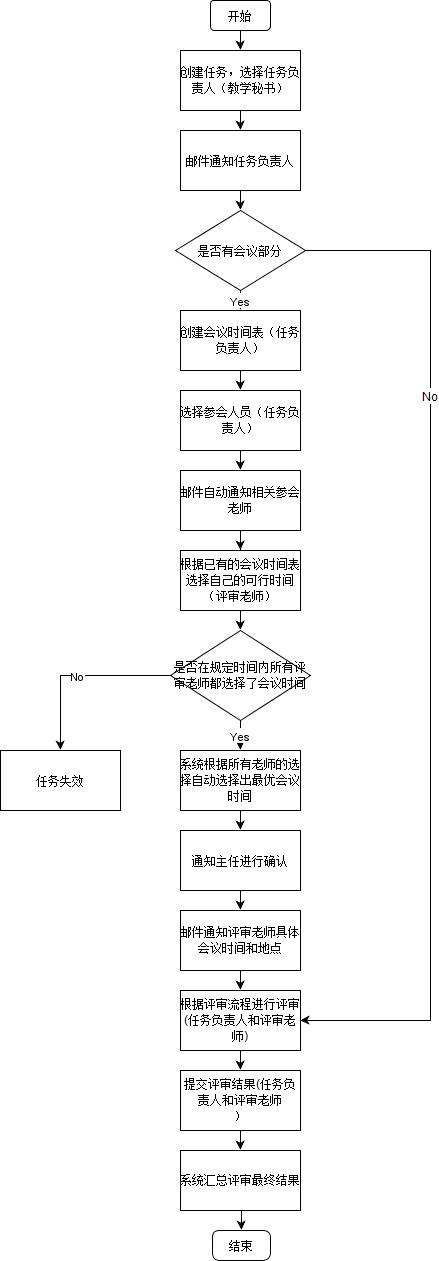 开始
创建任务，选择任务负
责人（教学秘书）
邮件通知任务负责人
是否有会议部分
Yes
创建会议时间表（任务
负责人）
No
选择参会人员（任务负
责人）
邮件自动通知相关参会
老师
根据已有的会议时间表
选择自己的可行时间
（评审老师）
是否在规定时间内所有评
审老师都选择了会议时间
No
Yes
系统根据所有老师的选
择自动选择出最优会议
时间
任务失效
通知主任进行确认
邮件通知评审老师具体
会议时间和地点
根据评审流程进行评审
(任务负责人和评审老
师)
提交评审结果(任务负
责人和评审老师
）
系统汇总评审最终结果
结束